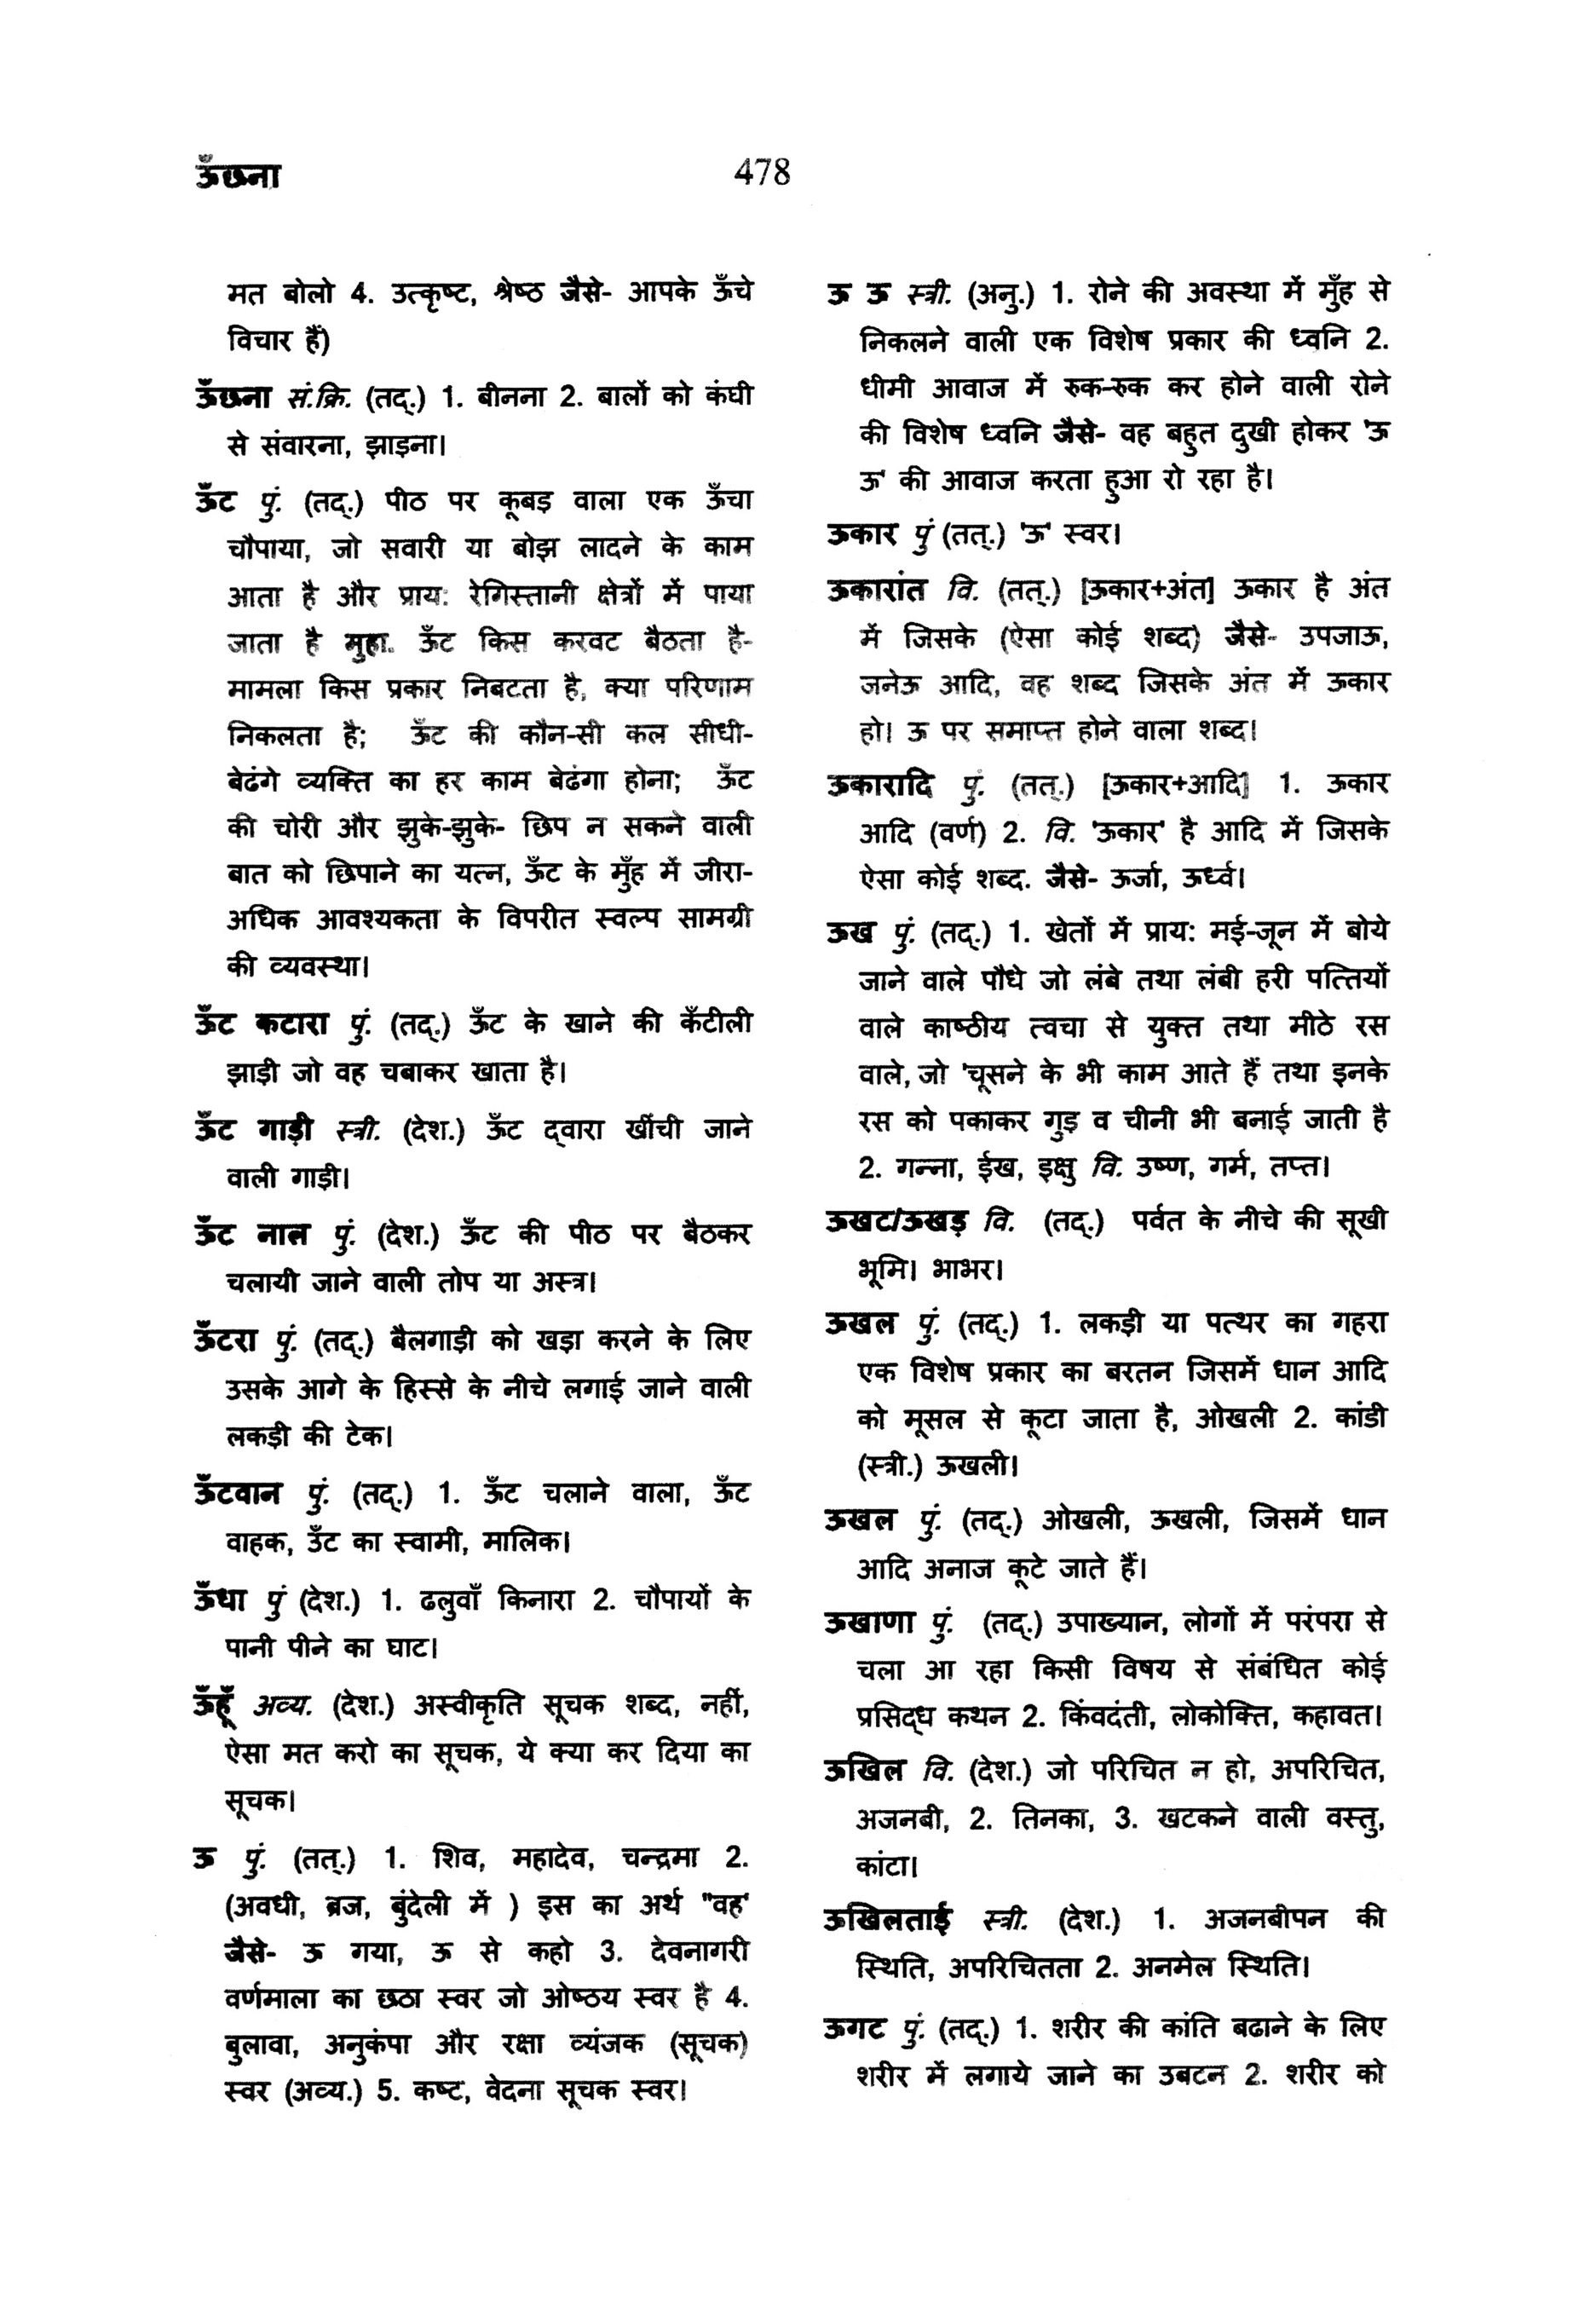 ऊँछना
478
मत बोलो 4. उत्कृष्ट, श्रेष्ठ जैसे- आपके ऊँचे
विचार हैं)
ऊँछना सं.क्रि. (तद्.) 1. बीनना 2. बालों को कंघी
से संवारना, झाड़ना।
ऊँट पुं. (तद्.) पीठ पर कूबड़ वाला एक ऊँचा
चौपाया, जो सवारी या बोझ लादने के काम
आता है और प्राय: रेगिस्तानी क्षेत्रों में पाया
जाता है मुहा. ऊँट किस करवट बैठता है-
मामला किस प्रकार निबटता है, क्या परिणाम
निकलता है; ऊँट की कौन-सी कल सीधी-
बेढंगे व्यक्ति का हर काम बेढंगा होना; ऊँट
की चोरी और झुके-झुके- छिप न सकने वाली
बात को छिपाने का यत्न, ऊँट के मुँह में जीरा-
अधिक आवश्यकता के विपरीत स्वल्प सामग्री
की व्यवस्था।
ऊँट कटारा पुं. (तद्.) ऊँट के खाने की कँटीली
झाड़ी जो वह चबाकर खाता है।
ऊँट गाड़ी स्त्री. (देश.) ऊँट द्वारा खींची जाने
वाली गाड़ी।
ऊँट नाल पुं. (देश.) ऊँट की पीठ पर बैठकर
चलायी जाने वाली तोप या अस्त्र।
ऊँटरा पुं. (तद्.) बैलगाड़ी को खड़ा करने के लिए
उसके आगे के हिस्से के नीचे लगाई जाने वाली
लकड़ी की टेक।
ऊँटवान पुं. (तद्.) 1. ऊँट चलाने वाला, ऊँट
वाहक, उँट का स्वामी, मालिक।
ऊँधा पुं (देश.) 1. ढलुवाँ किनारा 2. चौपायों के
पानी पीने का घाट।
ऊँहूँ अव्य. (देश.) अस्वीकृति सूचक शब्द, नहीं,
ऐसा मत करो का सूचक, ये क्या कर दिया का
सूचक।
ऊ पुं. (तत्.) 1. शिव, महादेव, चन्द्रमा 2.
(अवधी, ब्रज, बुंदेली में ) इस का अर्थ "वह'
जैसे- ऊ गया, ऊ से कहो 3. देवनागरी
वर्णमाला का छठा स्वर जो ओष्ठय स्वर है 4.
बुलावा, अनुकंपा और रक्षा व्यंजक (सूचक)
स्वर (अव्य.) 5. कष्ट, वेदना सूचक स्वर।
ऊ ऊ स्त्री. (अनु.) 1. रोने की अवस्था में मुँह से
निकलने वाली एक विशेष प्रकार की ध्वनि 2.
धीमी आवाज में रुक-रुक कर होने वाली रोने
की विशेष ध्वनि जैसे- वह बहुत दुखी होकर 'ऊ
ऊ' की आवाज करता हुआ रो रहा है।
ऊकार पुं (तत्.) 'ऊ' स्वर।
ऊकारांत वि. (तत्.) [ऊकार+अंत] ऊकार है अंत
में जिसके (ऐसा कोई शब्द) जैसे- उपजाऊ,
जनेऊ आदि, वह शब्द जिसके अंत में ऊकार
हो। ऊ पर समाप्त होने वाला शब्द।
ऊकारादि पुं. (तत्.) [ऊकार+आदि] 1. ऊकार
आदि (वर्ण) 2. वि. 'ऊकार' है आदि में जिसके
ऐसा कोई शब्द. जैसे- ऊर्जा, ऊर्ध्व।
ऊख पुं. (तद्.) 1. खेतों में प्राय: मई-जून में बोये
जाने वाले पौधे जो लंबे तथा लंबी हरी पत्तियों
वाले काष्ठीय त्वचा से युक्त तथा मीठे रस
वाले, जो 'चूसने के भी काम आते हैं तथा इनके
रस को पकाकर गुड़ व चीनी भी बनाई जाती है
2. गन्ना, ईख, इक्षु वि. उष्ण, गर्म, तप्त।
ऊखट/ऊखड़ वि. (तद्.) पर्वत के नीचे की सूखी
भूमि। भाभर।
ऊखल पुं. (तद्.) 1. लकड़ी या पत्थर का गहरा
एक विशेष प्रकार का बरतन जिसमें धान आदि
को मूसल से कूटा जाता है, ओखली 2. कांडी
(स्त्री.) ऊखली।
ऊखल पुं. (तद्.) ओखली, ऊखली, जिसमें धान
आदि अनाज कूटे जाते हैं।
ऊखाणा पुं. (तद्.) उपाख्यान, लोगों में परंपरा से
चला आ रहा किसी विषय से संबंधित कोई
प्रसिद्ध कथन 2. किंवदंती, लोकोक्ति, कहावत।
ऊखिल वि. (देश.) जो परिचित न हो, अपरिचित,
अजनबी, 2. तिनका, 3. खटकने वाली वस्तु,
कांटा।
ऊखिलताई स्त्री. (देश.) 1. अजनबीपन की
स्थिति, अपरिचितता 2. अनमेल स्थिति।
ऊगट पुं. (तद्.) 1. शरीर की कांति बढाने के लिए
शरीर में लगाये जाने का उबटन 2. शरीर को